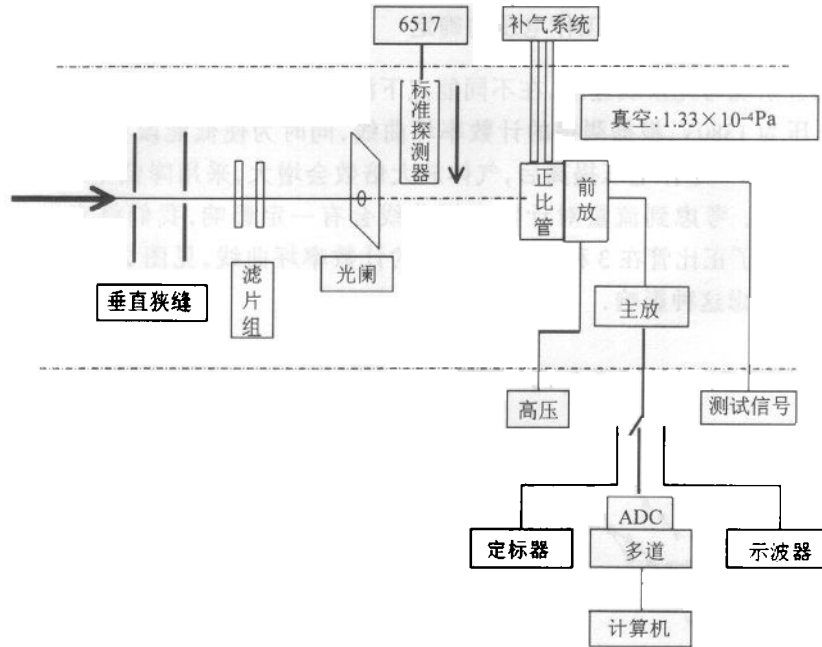 6517
补气系统
标准探测器
真空:1.33×10⁻⁴Pa
正比管
前放
垂直狭缝
滤片组
光阑
主放
高压
测试信号
ADC
定标器
多道
示波器
计算机